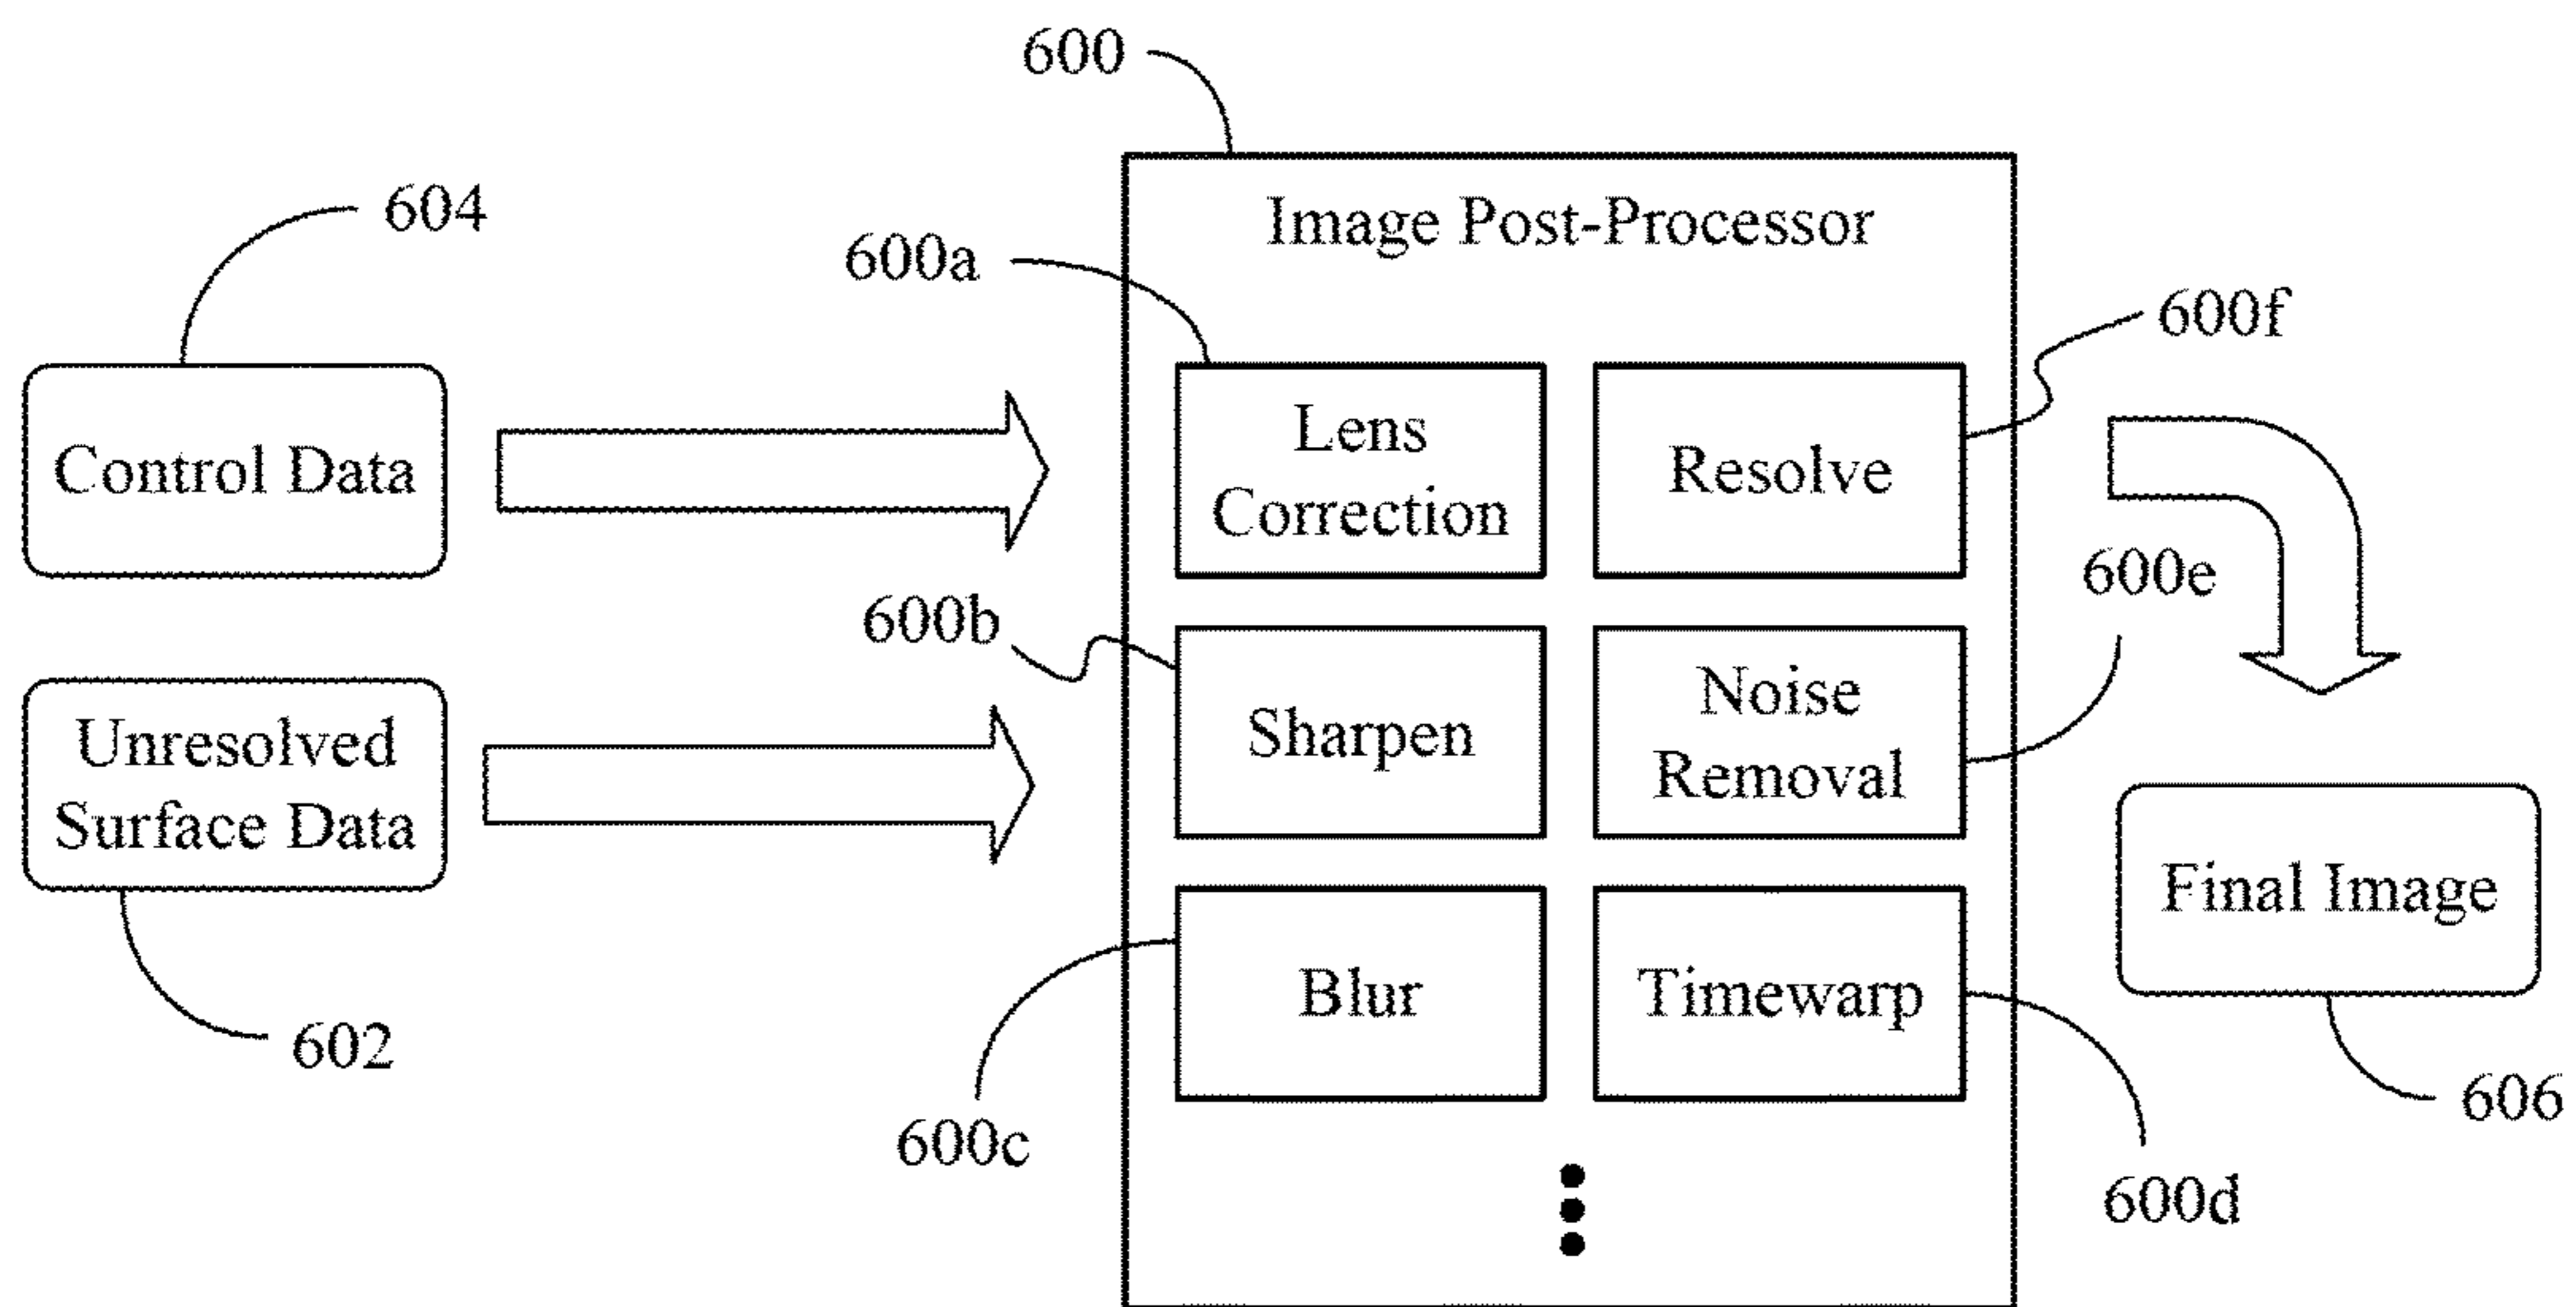 600
604
Image Post-Processor
600a
600f
Control Data
Lens
Correction
Resolve
600b
600e
Unresolved
Surface Data
Sharpen
Noise
Removal
Final Image
602
600c
Blur
Timewarp
606
600d